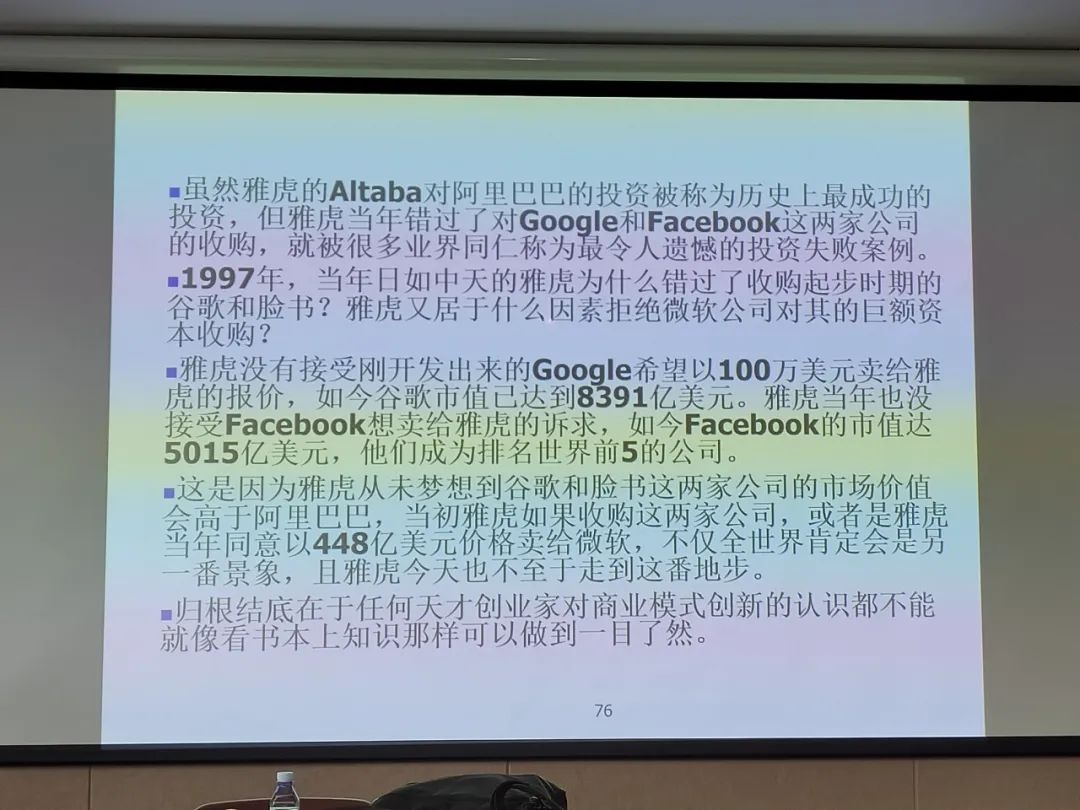 ▪虽然雅虎的Altaba对阿里巴巴的投资被称为历史上最成功的
投资，但雅虎当年错过了对Google和Facebook这两家公司
的收购，就被很多业界同仁称为最令人遗憾的投资失败案例。
▪1997年，当年日如中天的雅虎为什么错过了收购起步时期的
谷歌和脸书？雅虎又居于什么因素拒绝微软公司对其的巨额资
本收购？
▪雅虎没有接受刚开发出来的Google希望以100万美元卖给雅
虎的报价，如今谷歌市值已达到8391亿美元。雅虎当年也没
接受Facebook想卖给雅虎的诉求，如今Facebook的市值达
5015亿美元，他们成为排名世界前5的公司。
▪这是因为雅虎从未梦想到谷歌和脸书这两家公司的市场价值
会高于阿里巴巴，当初雅虎如果收购这两家公司，或者是雅虎
当年同意以448亿美元价格卖给微软，不仅全世界肯定会是另
一番景象，且雅虎今天也不至于走到这番地步。
▪归根结底在于任何天才创业家对商业模式创新的认识都不能
就像看书本上知识那样可以做到一目了然。
76